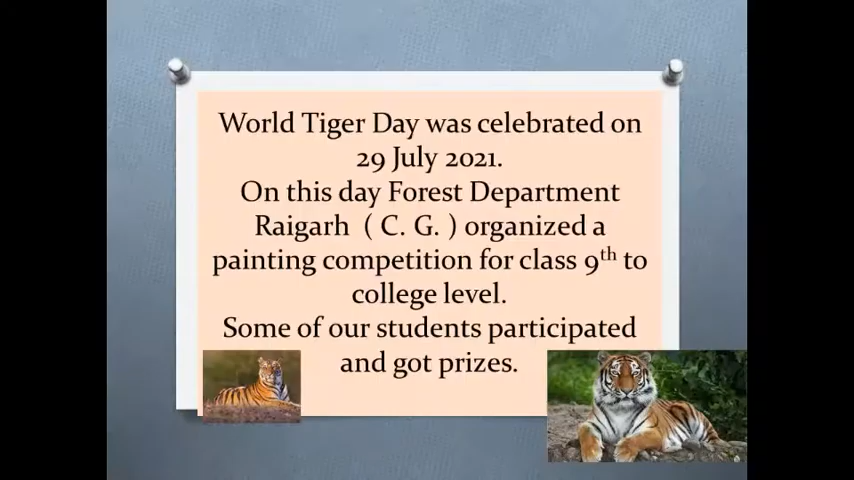 World Tiger Day was celebrated on
29 July 2021.
On this day Forest Department
Raigarh ( C. G. ) organized a
painting competition for class 9th to
college level.
Some of our students participated
and got prizes.